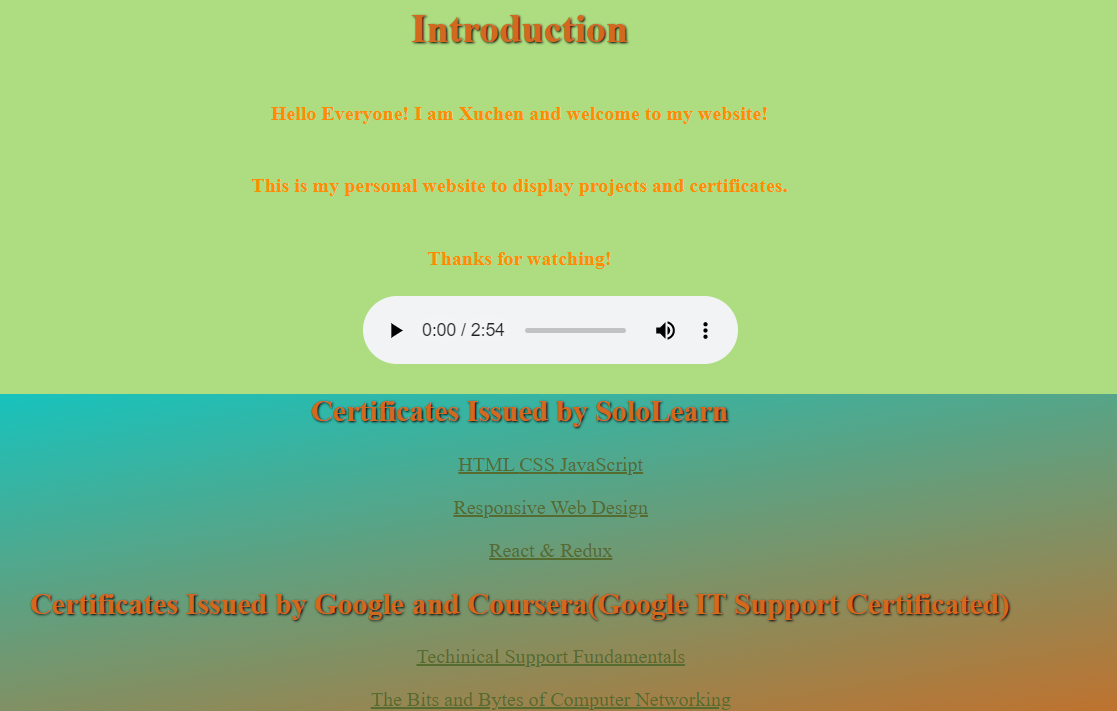 Introduction
Hello Everyone! I am Xuchen and welcome to my website!
This is my personal website to display projects and certificates.
Thanks for watching!
0:00 / 2:54
Certificates Issued by SoloLearn
HTML CSS JavaScript
Responsive Web Design
React & Redux
Certificates Issued by Google and Coursera(Google IT Support Certificated)
Techinical Support Fundamentals
The Bits and Bytes of Computer Networking